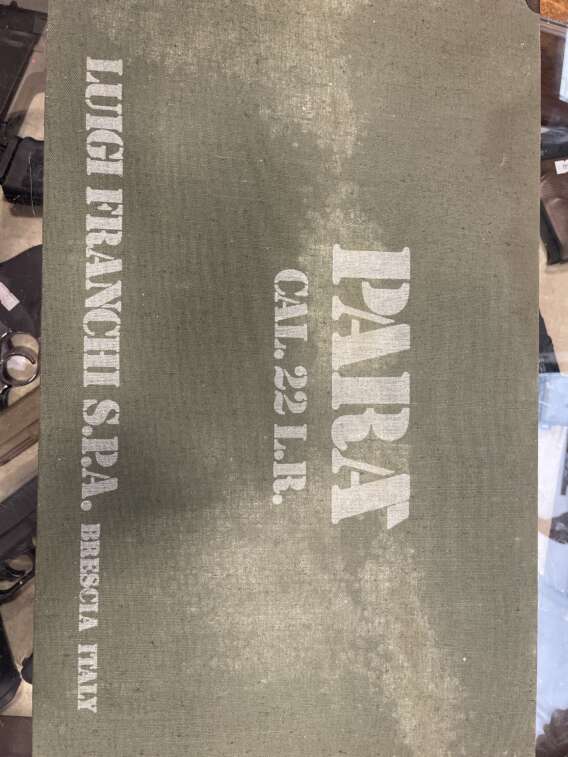 PARA
CAL. 22 L.R.
LUIGI FRANCHI S.P.A. BRESCIA ITALY